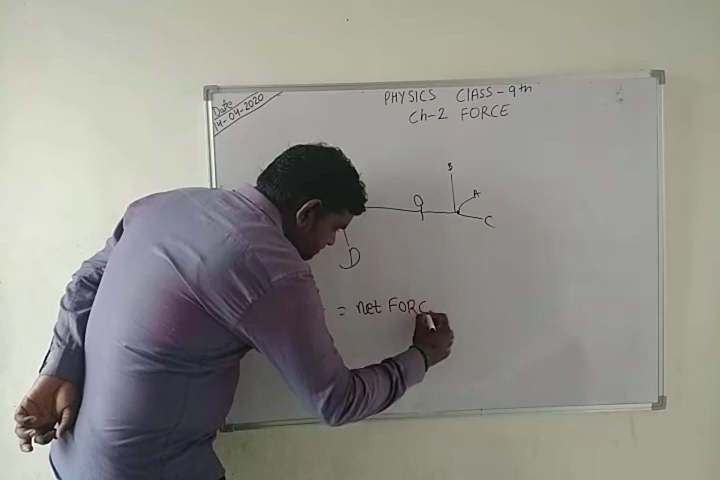 PHYSICS CLASS-9th
Ch-2 FORCE
Date
14-04-2020
B
A
O
C
D
= net FORC